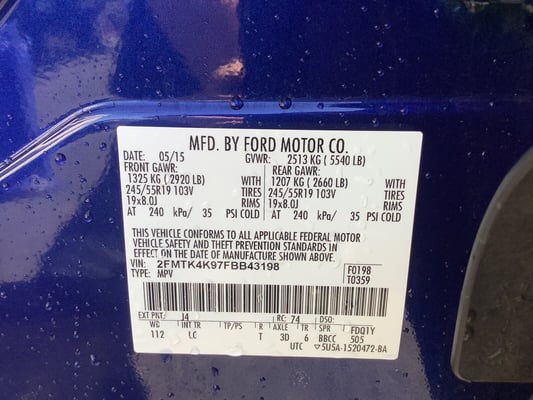 MFD. BY FORD MOTOR CO.
DATE: 05/15 GVWR: 2513 KG ( 5540 LB)
FRONT GAWR: REAR GAWR:
1325 KG ( 2920 LB) WITH 1207 KG ( 2660 LB) WITH
245/55R19 103V TIRES 245/55R19 103V TIRES
19x8.0J RIMS 19x8.0J RIMS
AT 240 kPa/ 35 PSI COLD AT 240 kPa/ 35 PSI COLD
THIS VEHICLE CONFORMS TO ALL APPLICABLE FEDERAL MOTOR
VEHICLE SAFETY AND THEFT PREVENTION STANDARDS IN
EFFECT ON THE DATE OF MANUFACTURE SHOWN ABOVE.
VIN: 2FMTK4K97FBB43198 F0198
TYPE: MPV T0359
EXT PNT: J4 RC: 74 DSO:
WB INT TR TP/PS R AXLE TR SPR FDQ1Y
112 LC T 3D 6 BBCC 505
UTC ▽5U5A-1520472-BA